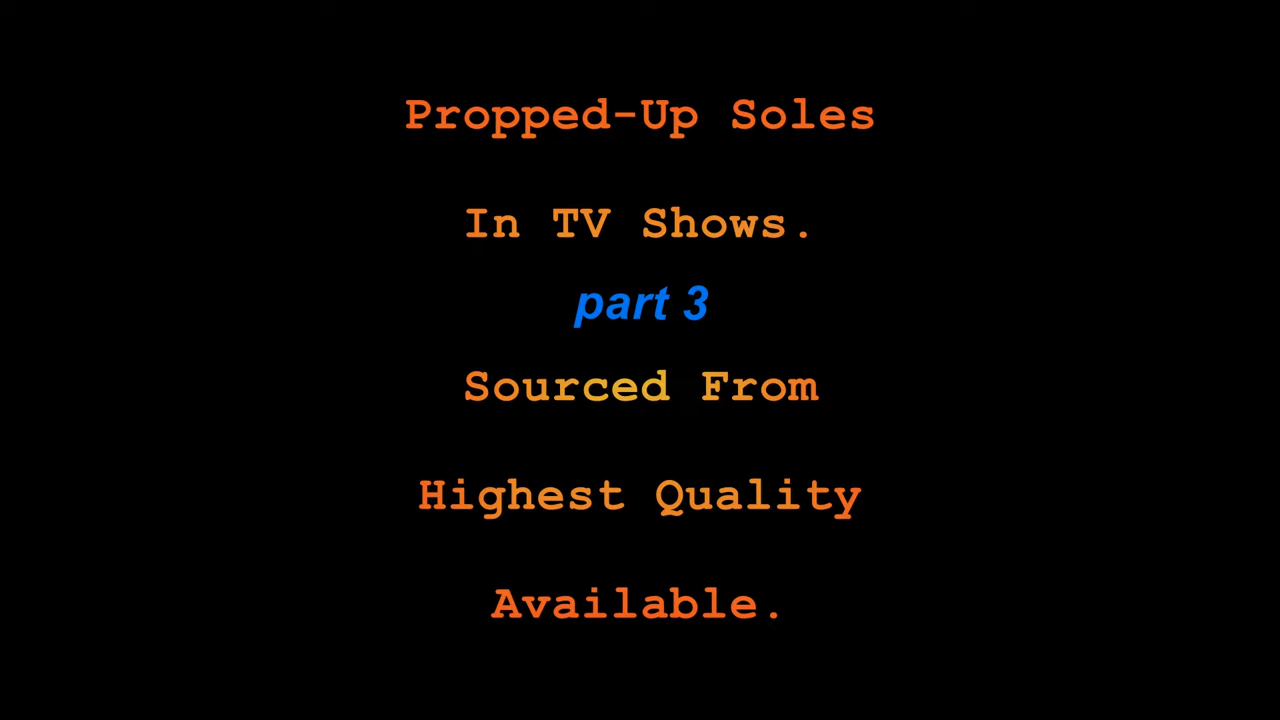 Propped-Up Soles
In TV Shows.
part 3
Sourced From
Highest Quality
Available.